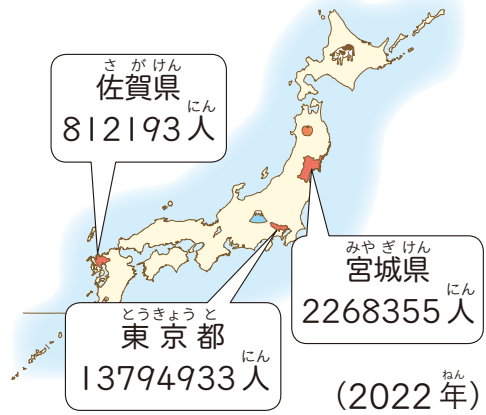 さがけん
佐賀県
にん
812193人
みやぎけん
宮城県
にん
2268355人
とうきょうと
東京都
にん
13794933人
ねん
(2022年)